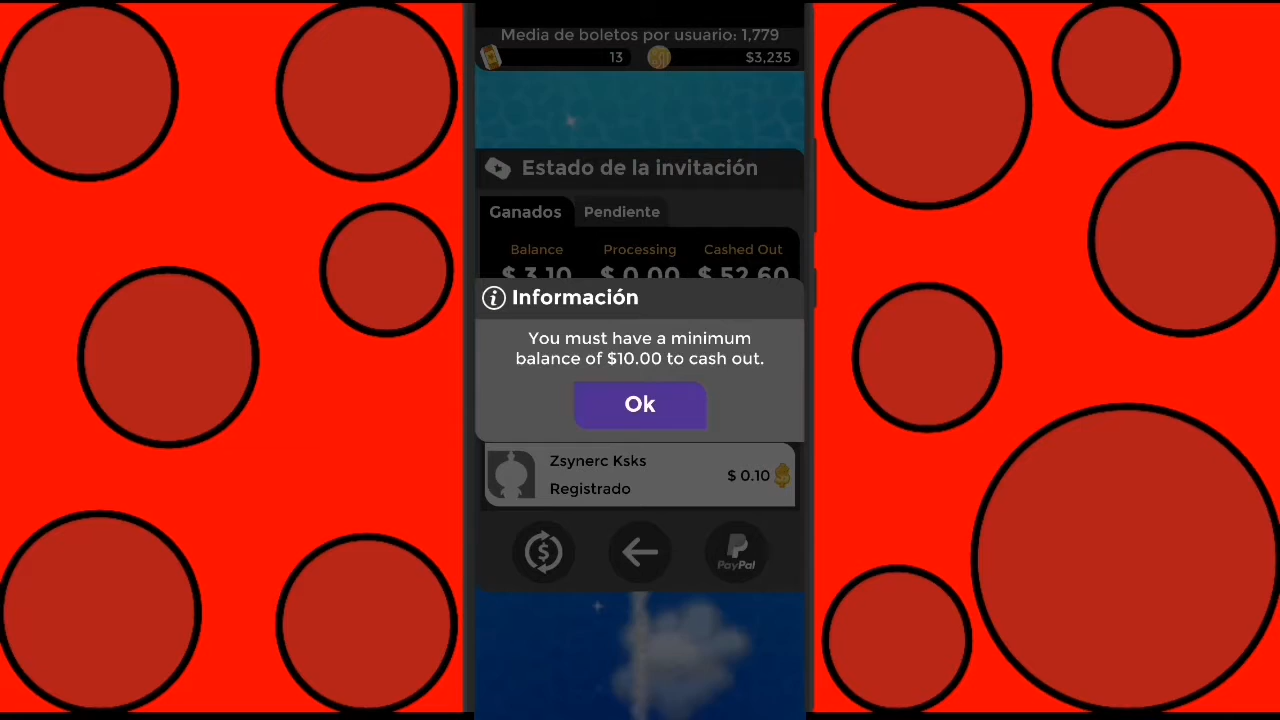 Media de boletos por usuario: 1,779
13 $3,235
Estado de la invitación
Ganados Pendiente
Balance Processing Cashed Out
$ 3.10 $ 0.00 $ 52.60
Información
You must have a minimum
balance of $10.00 to cash out.
Ok
Zsynerc Ksks
$ 0.10
Registrado
PayPal